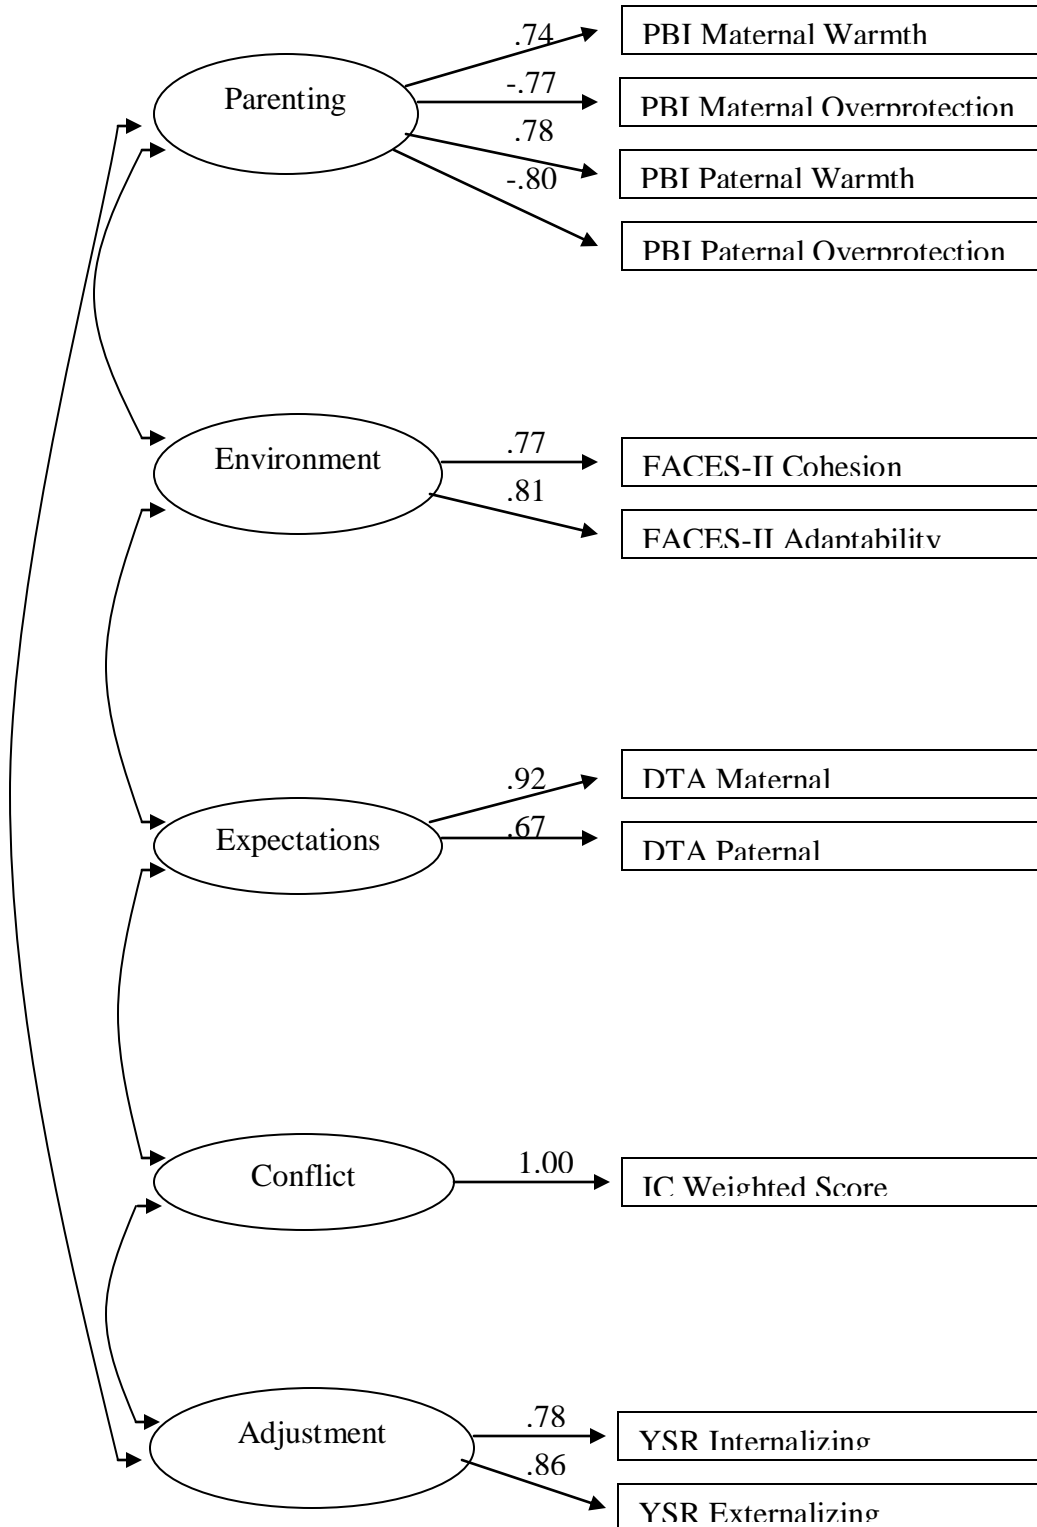 .74
PBI Maternal Warmth
Parenting
-.77
PBI Maternal Overprotection
.78
PBI Paternal Warmth
-.80
PBI Paternal Overprotection
Environment
.77
FACES-II Cohesion
.81
FACES-II Adaptability
.92
DTA Maternal
Expectations
.67
DTA Paternal
Conflict
1.00
IC Weighted Score
Adjustment
.78
YSR Internalizing
.86
YSR Externalizing